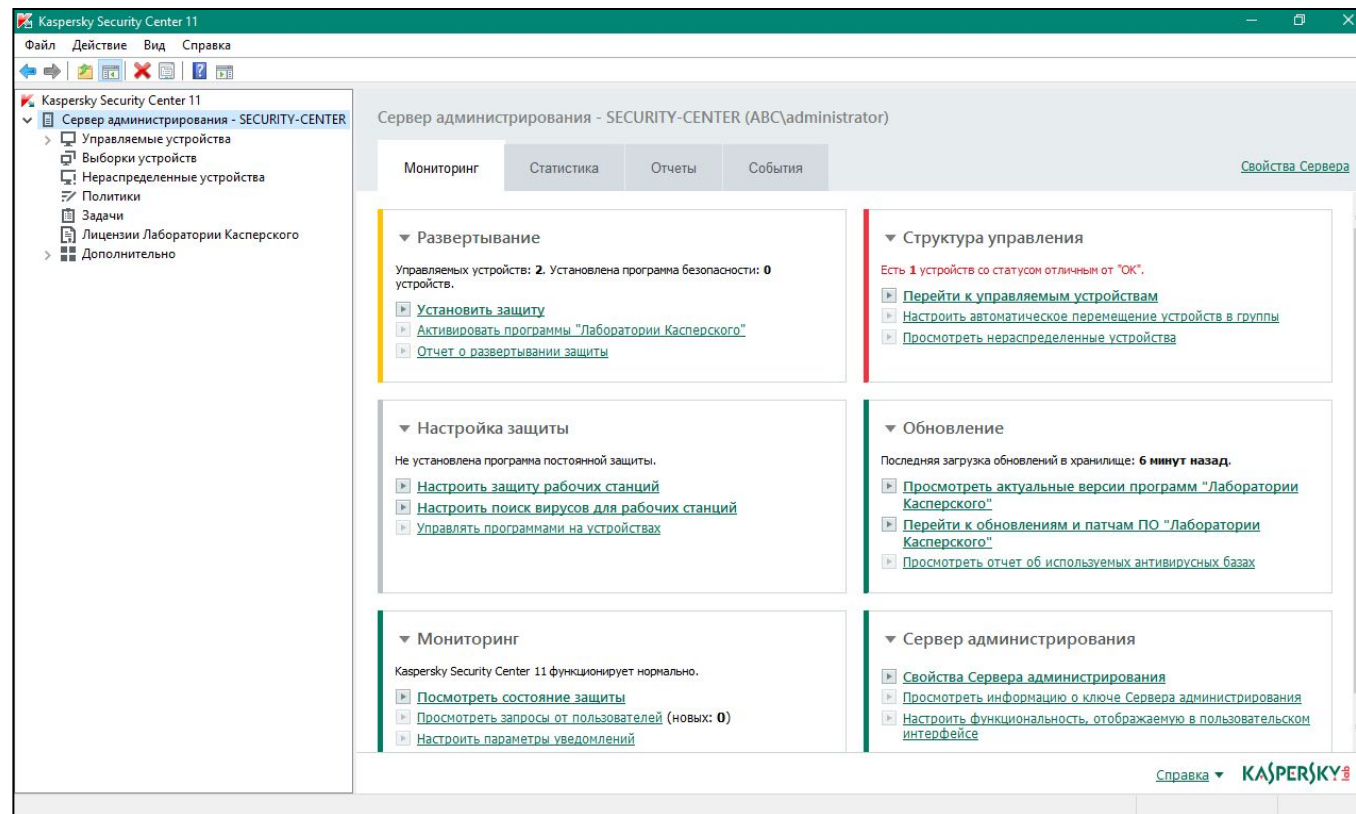 Kaspersky Security Center 11
Файл Действие Вид Справка
Kaspersky Security Center 11
Сервер администрирования - SECURITY-CENTER
Управляемые устройства
Выборки устройств
Нераспределенные устройства
Политики
Задачи
Лицензии Лаборатории Касперского
Дополнительно
Сервер администрирования - SECURITY-CENTER (ABC\administrator)
Мониторинг Статистика Отчеты События
Свойства Сервера
Развертывание
Управляемых устройств: 2. Установлена программа безопасности: 0
устройств.
Установить защиту
Активировать программы "Лаборатории Касперского"
Отчет о развертывании защиты
Структура управления
Есть 1 устройств со статусом отличным от "ОК".
Перейти к управляемым устройствам
Настроить автоматическое перемещение устройств в группы
Просмотреть нераспределенные устройства
Настройка защиты
Не установлена программа постоянной защиты.
Настроить защиту рабочих станций
Настроить поиск вирусов для рабочих станций
Управлять программами на устройствах
Обновление
Последняя загрузка обновлений в хранилище: 6 минут назад.
Просмотреть актуальные версии программ "Лаборатории
Касперского"
Перейти к обновлениям и патчам ПО "Лаборатории
Касперского"
Просмотреть отчет об используемых антивирусных базах
Мониторинг
Kaspersky Security Center 11 функционирует нормально.
Посмотреть состояние защиты
Просмотреть запросы от пользователей (новых: 0)
Настроить параметры уведомлений
Сервер администрирования
Свойства Сервера администрирования
Просмотреть информацию о ключе Сервера администрирования
Настроить функциональность, отображаемую в пользовательском
интерфейсе
Справка
KASPERSKY lab